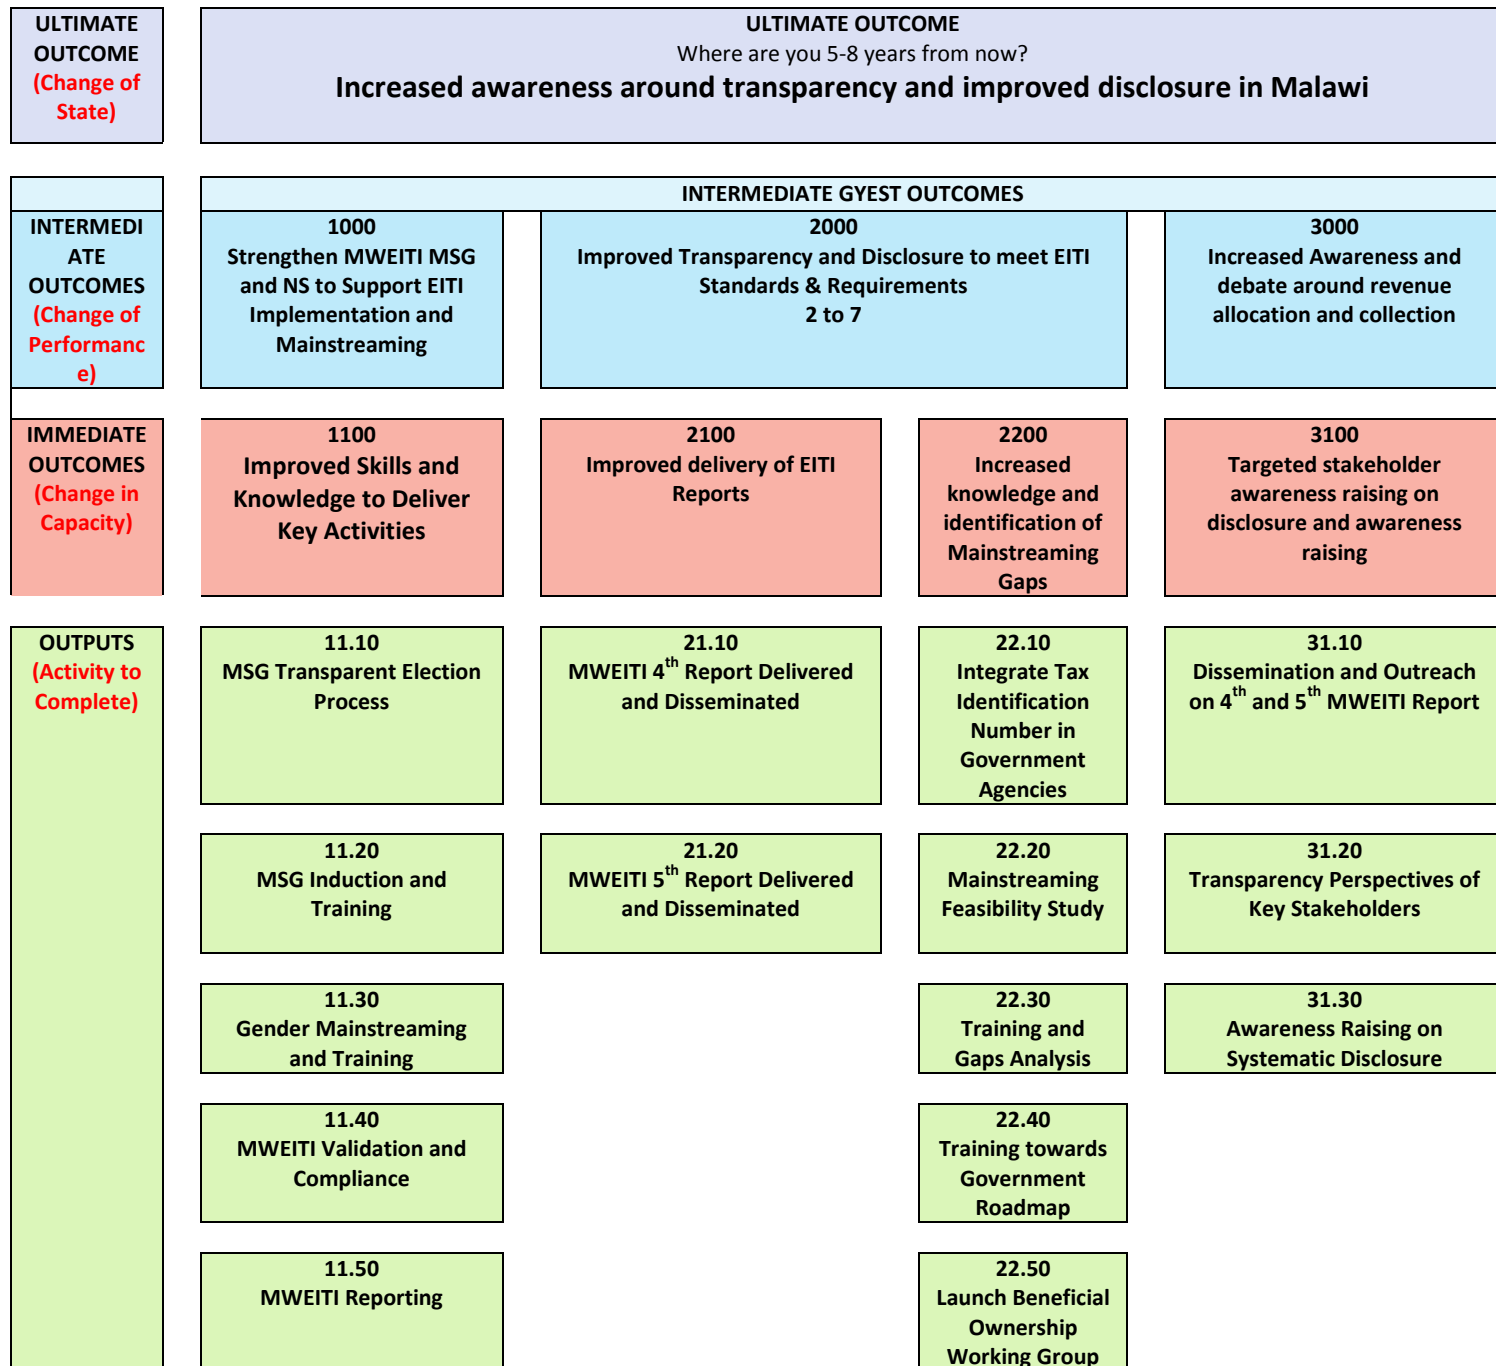 ULTIMATE
OUTCOME
(Change of
State)
ULTIMATE OUTCOME
Where are you 5-8 years from now?
Increased awareness around transparency and improved disclosure in Malawi
INTERMEDIATE GYEST OUTCOMES
INTERMEDI
ATE
OUTCOMES
(Change of
Performanc
e)
1000
Strengthen MWEITI MSG
and NS to Support EITI
Implementation and
Mainstreaming
2000
Improved Transparency and Disclosure to meet EITI
Standards & Requirements
2 to 7
3000
Increased Awareness and
debate around revenue
allocation and collection
IMMEDIATE
OUTCOMES
(Change in
Capacity)
1100
Improved Skills and
Knowledge to Deliver
Key Activities
2100
Improved delivery of EITI
Reports
2200
Increased
knowledge and
identification of
Mainstreaming
Gaps
3100
Targeted stakeholder
awareness raising on
disclosure and awareness
raising
OUTPUTS
(Activity to
Complete)
11.10
MSG Transparent Election
Process
21.10
MWEITI 4th Report Delivered
and Disseminated
22.10
Integrate Tax
Identification
Number in
Government
Agencies
31.10
Dissemination and Outreach
on 4th and 5th MWEITI Report
11.20
MSG Induction and
Training
21.20
MWEITI 5th Report Delivered
and Disseminated
22.20
Mainstreaming
Feasibility Study
31.20
Transparency Perspectives of
Key Stakeholders
11.30
Gender Mainstreaming
and Training
22.30
Training and
Gaps Analysis
31.30
Awareness Raising on
Systematic Disclosure
11.40
MWEITI Validation and
Compliance
22.40
Training towards
Government
Roadmap
11.50
MWEITI Reporting
22.50
Launch Beneficial
Ownership
Working Group